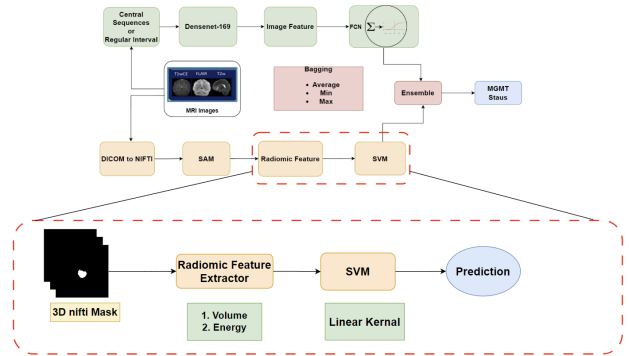 Central
Sequences
or
Regular Interval
Densenet-169
Image Feature
FCN
Σ
T1wCE FLAIR T2w
MRI Images
Bagging
• Average
• Min
• Max
Ensemble
MGMT
Staus
DICOM to NIFTI
SAM
Radiomic Feature
SVM
Radiomic Feature
Extractor
SVM
Prediction
3D nifti Mask
1. Volume
2. Energy
Linear Kernal